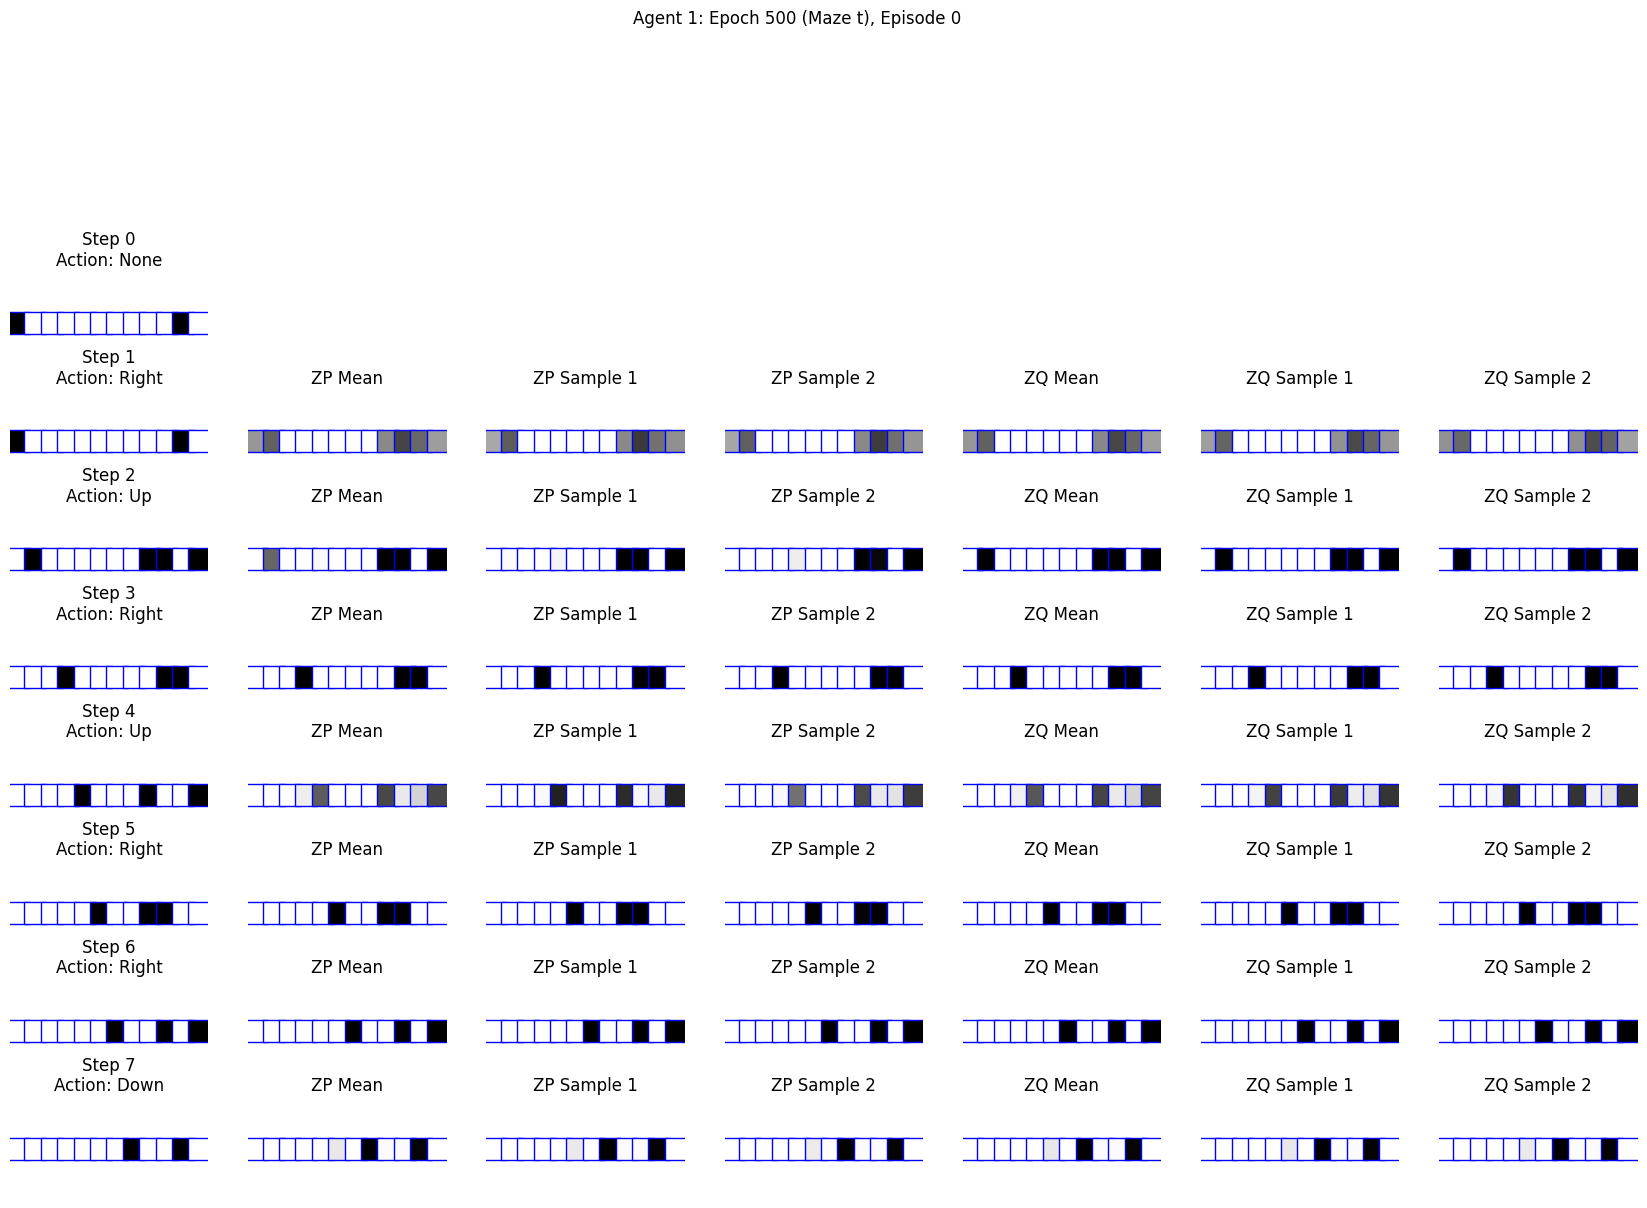 Agent 1: Epoch 500 (Maze t), Episode 0
Step 0
Action: None
Step 1
Action: Right
ZP Mean
ZP Sample 1
ZP Sample 2
ZQ Mean
ZQ Sample 1
ZQ Sample 2
Step 2
Action: Up
ZP Mean
ZP Sample 1
ZP Sample 2
ZQ Mean
ZQ Sample 1
ZQ Sample 2
Step 3
Action: Right
ZP Mean
ZP Sample 1
ZP Sample 2
ZQ Mean
ZQ Sample 1
ZQ Sample 2
Step 4
Action: Up
ZP Mean
ZP Sample 1
ZP Sample 2
ZQ Mean
ZQ Sample 1
ZQ Sample 2
Step 5
Action: Right
ZP Mean
ZP Sample 1
ZP Sample 2
ZQ Mean
ZQ Sample 1
ZQ Sample 2
Step 6
Action: Right
ZP Mean
ZP Sample 1
ZP Sample 2
ZQ Mean
ZQ Sample 1
ZQ Sample 2
Step 7
Action: Down
ZP Mean
ZP Sample 1
ZP Sample 2
ZQ Mean
ZQ Sample 1
ZQ Sample 2